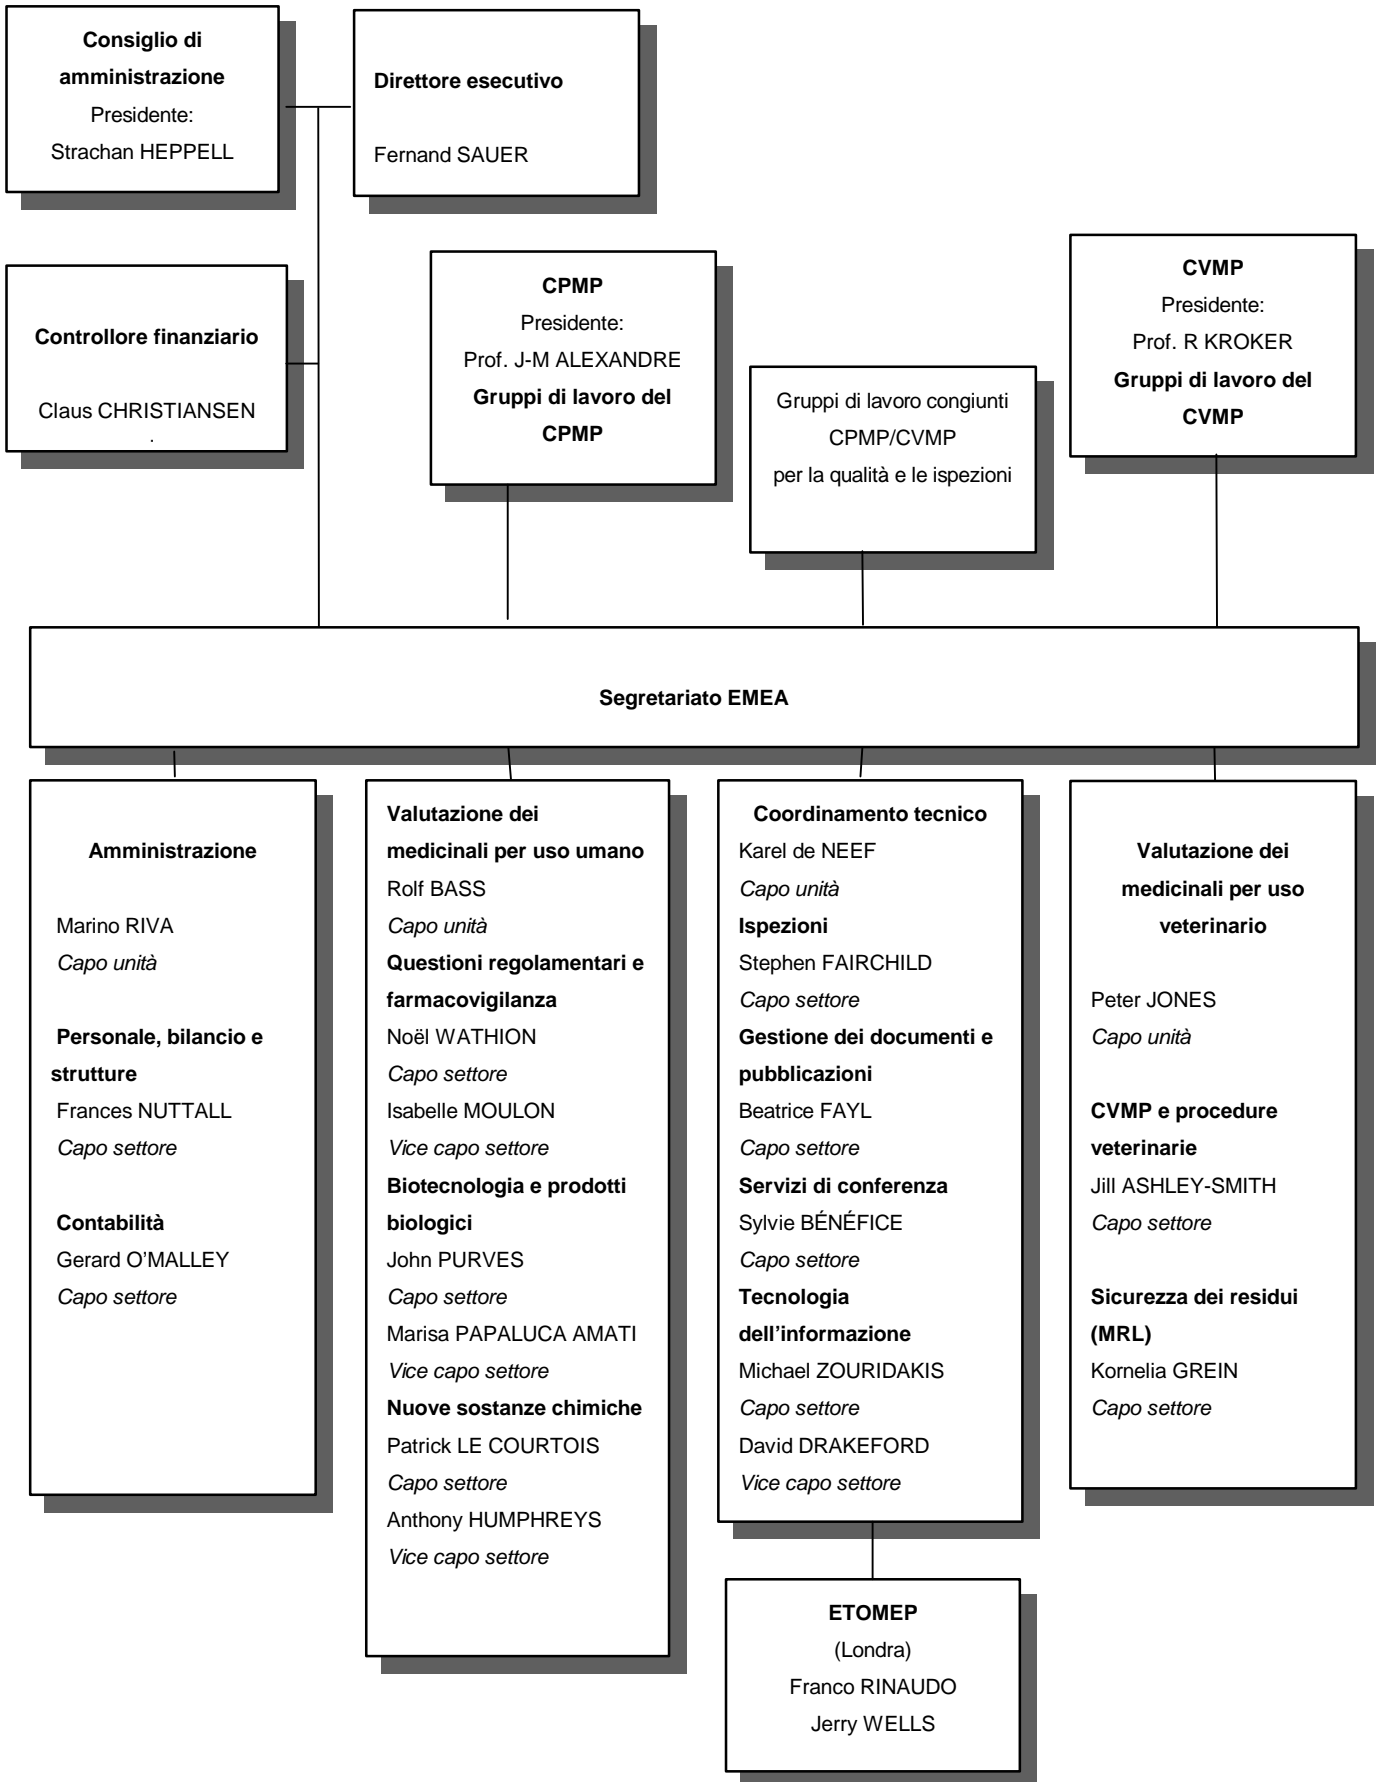 Consiglio di
amministrazione
Presidente:
Strachan HEPPELL
Direttore esecutivo
Fernand SAUER
Controllore finanziario
Claus CHRISTIANSEN
.
CPMP
Presidente:
Prof. J-M ALEXANDRE
Gruppi di lavoro del
CPMP
Gruppi di lavoro congiunti
CPMP/CVMP
per la qualità e le ispezioni
CVMP
Presidente:
Prof. R KROKER
Gruppi di lavoro del
CVMP
Segretariato EMEA
Amministrazione
Marino RIVA
Capo unità
Personale, bilancio e
strutture
Frances NUTTALL
Capo settore
Contabilità
Gerard O’MALLEY
Capo settore
Valutazione dei
medicinali per uso umano
Rolf BASS
Capo unità
Questioni regolamentari e
farmacovigilanza
Noël WATHION
Capo settore
Isabelle MOULON
Vice capo settore
Biotecnologia e prodotti
biologici
John PURVES
Capo settore
Marisa PAPALUCA AMATI
Vice capo settore
Nuove sostanze chimiche
Patrick LE COURTOIS
Capo settore
Anthony HUMPHREYS
Vice capo settore
Coordinamento tecnico
Karel de NEEF
Capo unità
Ispezioni
Stephen FAIRCHILD
Capo settore
Gestione dei documenti e
pubblicazioni
Beatrice FAYL
Capo settore
Servizi di conferenza
Sylvie BÉNÉFICE
Capo settore
Tecnologia
dell’informazione
Michael ZOURIDAKIS
Capo settore
David DRAKEFORD
Vice capo settore
Valutazione dei
medicinali per uso
veterinario
Peter JONES
Capo unità
CVMP e procedure
veterinarie
Jill ASHLEY-SMITH
Capo settore
Sicurezza dei residui
(MRL)
Kornelia GREIN
Capo settore
ETOMEP
(Londra)
Franco RINAUDO
Jerry WELLS